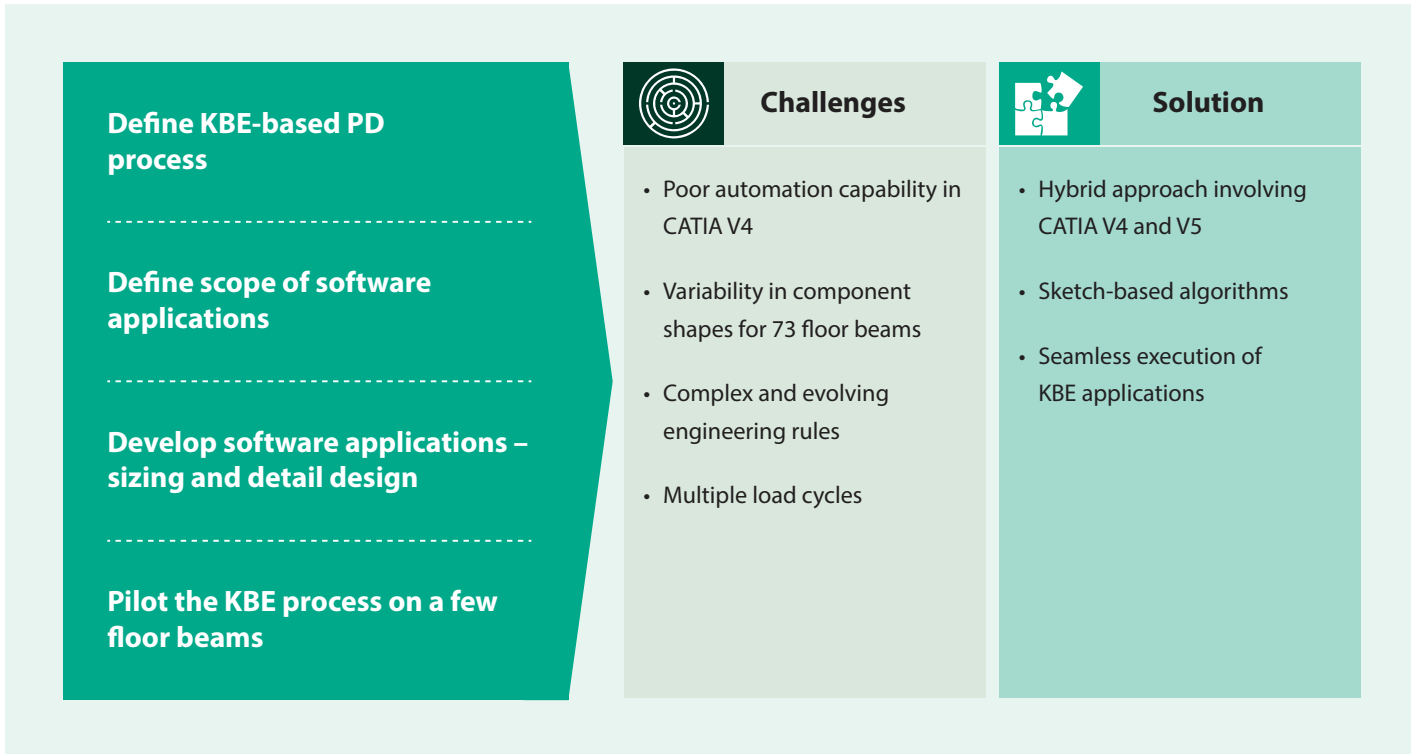 Define KBE-based PD
process
Define scope of software
applications
Develop software applications –
sizing and detail design
Pilot the KBE process on a few
floor beams
Challenges
• Poor automation capability in
CATIA V4
• Variability in component
shapes for 73 floor beams
• Complex and evolving
engineering rules
• Multiple load cycles
Solution
• Hybrid approach involving
CATIA V4 and V5
• Sketch-based algorithms
• Seamless execution of
KBE applications